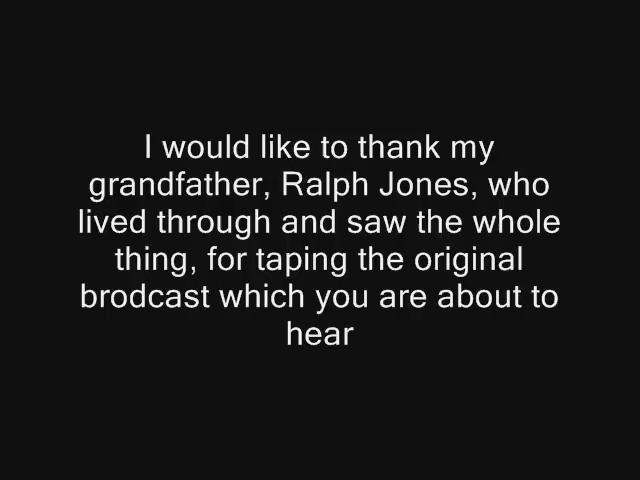 I would like to thank my
grandfather, Ralph Jones, who
lived through and saw the whole
thing, for taping the original
brodcast which you are about to
hear